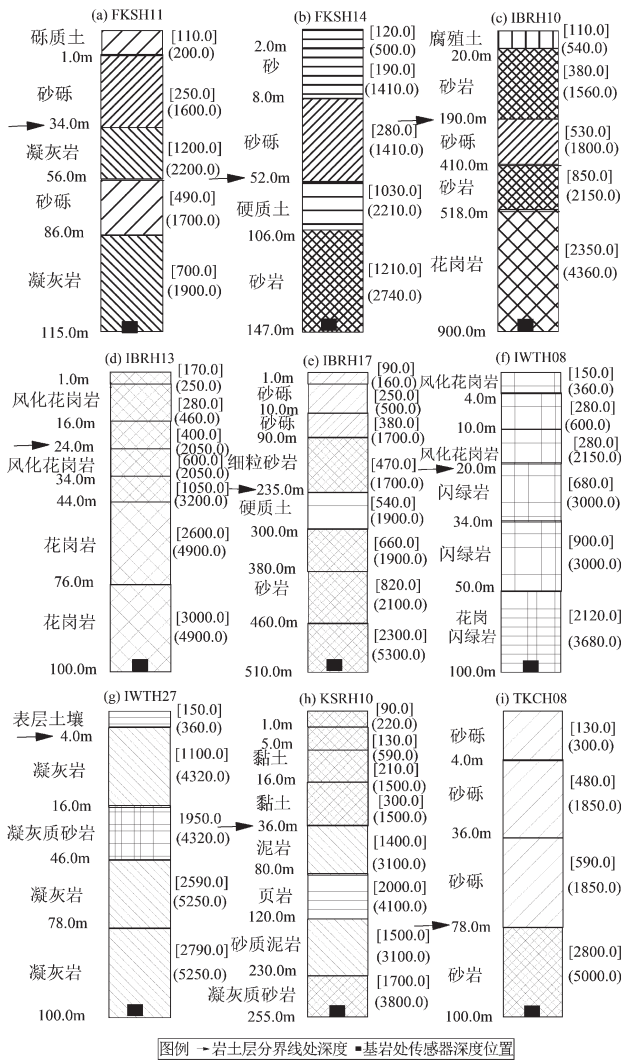 (a) FKSH11
砾质土
1.0m
[110.0]
(200.0)
砂砾
[250.0]
(1600.0)
34.0m
凝灰岩
[1200.0]
(2200.0)
56.0m
砂砾
[490.0]
(1700.0)
86.0m
凝灰岩
[700.0]
(1900.0)
115.0m
(b) FKSH14
[120.0]
2.0m
(500.0)
砂
[190.0]
(1410.0)
8.0m
砂砾
[280.0]
(1410.0)
52.0m
硬质土
[1030.0]
(2210.0)
106.0m
砂岩
[1210.0]
(2740.0)
147.0m
(c) IBRH10
腐殖土
[110.0]
(540.0)
20.0m
砂岩
[380.0]
(1560.0)
190.0m
砂砾
[530.0]
(1800.0)
410.0m
砂岩
[850.0]
(2150.0)
518.0m
花岗岩
[2350.0]
(4360.0)
900.0m
(d) IBRH13
[170.0]
1.0m
(250.0)
风化花岗岩
[280.0]
(460.0)
16.0m
[400.0]
24.0m
(2050.0)
风化花岗岩
[600.0]
(2050.0)
34.0m
[1050.0]
44.0m
(3200.0)
花岗岩
[2600.0]
(4900.0)
76.0m
花岗岩
[3000.0]
(4900.0)
100.0m
(e) IBRH17
[90.0]
1.0m
(160.0)
砂砾
[250.0]
10.0m
(500.0)
砂砾
[380.0]
90.0m
(1700.0)
细粒砂岩
[470.0]
(1700.0)
235.0m
硬质土
[540.0]
(1900.0)
300.0m
[660.0]
(1900.0)
380.0m
砂岩
[820.0]
(2100.0)
460.0m
[2300.0]
(5300.0)
510.0m
(f) IWTH08
风化花岗岩
[150.0]
(360.0)
4.0m
[280.0]
10.0m
(600.0)
[280.0]
风化花岗岩
(2150.0)
20.0m
闪绿岩
[680.0]
(3000.0)
34.0m
闪绿岩
[900.0]
(3000.0)
50.0m
花岗
闪绿岩
[2120.0]
(3680.0)
100.0m
(g) IWTH27
表层土壤
[150.0]
(360.0)
4.0m
凝灰岩
[1100.0]
(4320.0)
16.0m
凝灰质砂岩
1950.0
(4320.0)
46.0m
凝灰岩
[2590.0]
(5250.0)
78.0m
凝灰岩
[2790.0]
(5250.0)
100.0m
(h) KSRH10
[90.0]
1.0m
(220.0)
5.0m
[130.0]
黏土
(590.0)
[210.0]
16.0m
(1500.0)
黏土
[300.0]
(1500.0)
36.0m
泥岩
[1400.0]
(3100.0)
80.0m
页岩
[2000.0]
(4100.0)
120.0m
砂质泥岩
[1500.0]
(3100.0)
230.0m
凝灰质砂岩
[1700.0]
(3800.0)
255.0m
(i) TKCH08
砂砾
[130.0]
(300.0)
4.0m
砂砾
[480.0]
(1850.0)
36.0m
砂砾
[590.0]
(1850.0)
78.0m
砂岩
[2800.0]
(5000.0)
100.0m
图例 →岩土层分界线处深度 ■基岩处传感器深度位置